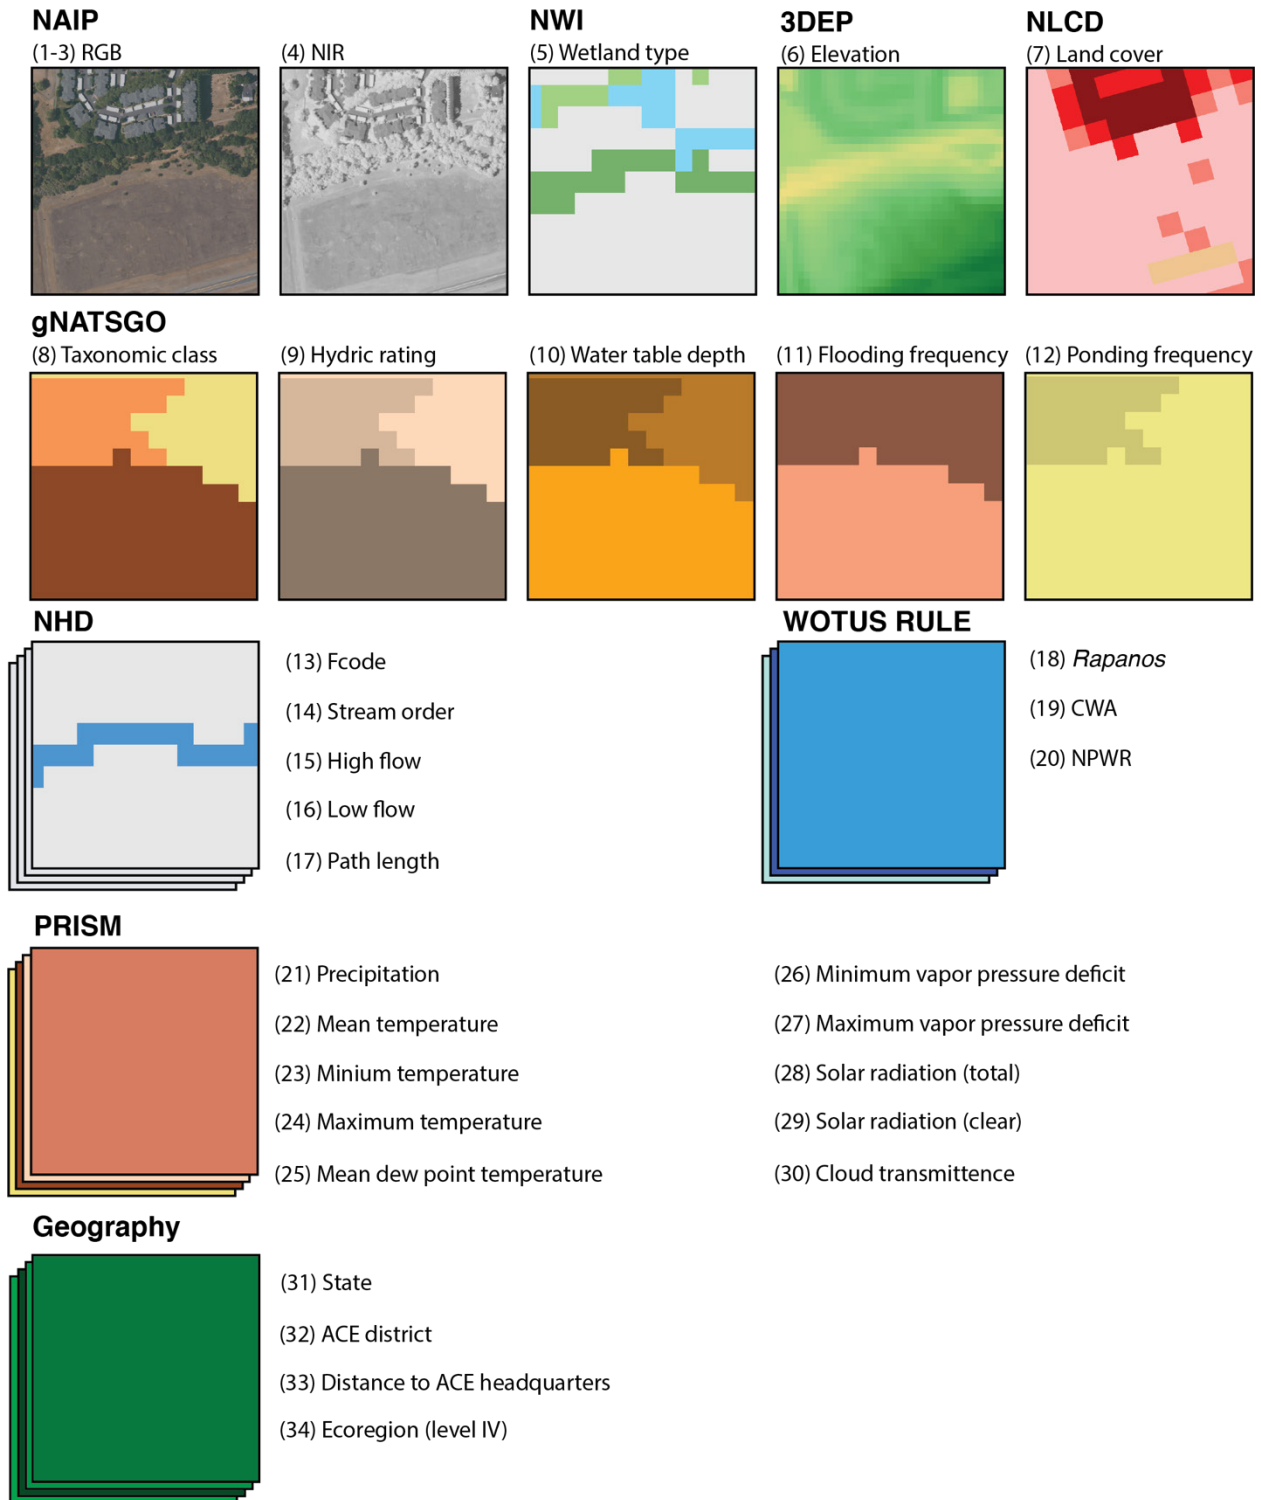 NAIP
(1-3) RGB
(4) NIR
NWI
(5) Wetland type
3DEP
(6) Elevation
NLCD
(7) Land cover
gNATSGO
(8) Taxonomic class
(9) Hydric rating
(10) Water table depth
(11) Flooding frequency
(12) Ponding frequency
NHD
(13) Fcode
(14) Stream order
(15) High flow
(16) Low flow
(17) Path length
WOTUS RULE
(18) Rapanos
(19) CWA
(20) NPWR
PRISM
(21) Precipitation
(22) Mean temperature
(23) Minium temperature
(24) Maximum temperature
(25) Mean dew point temperature
(26) Minimum vapor pressure deficit
(27) Maximum vapor pressure deficit
(28) Solar radiation (total)
(29) Solar radiation (clear)
(30) Cloud transmittence
Geography
(31) State
(32) ACE district
(33) Distance to ACE headquarters
(34) Ecoregion (level IV)